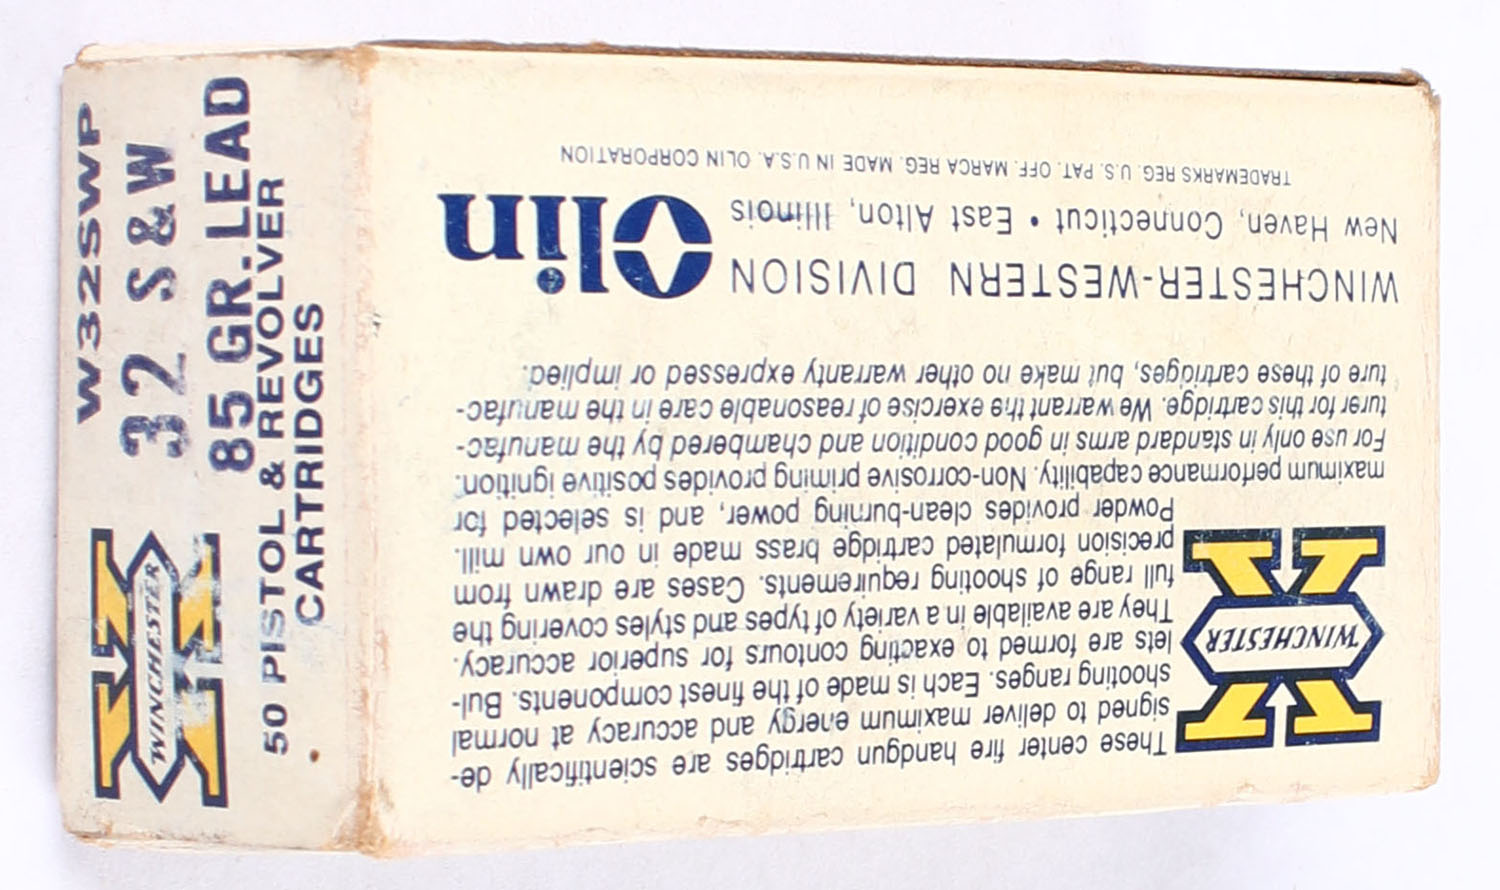 W32SWP
32 S&W
85 GR. LEAD
50 PISTOL & REVOLVER
CARTRIDGES
WINCHESTER
WINCHESTER
These center fire handgun cartridges are scientifically de-
signed to deliver maximum energy and accuracy at normal
shooting ranges. Each is made of the finest components. Bul-
lets are formed to exacting contours for superior accuracy.
They are available in a variety of types and styles covering the
full range of shooting requirements. Cases are drawn from
precision formulated cartridge brass made in our own mill.
Powder provides clean-burning power, and is selected for
maximum performance capability. Non-corrosive priming provides positive ignition.
For use only in standard arms in good condition and chambered by the manufac-
turer for this cartridge. We warrant the exercise of reasonable care in the manufac-
ture of these cartridges, but make no other warranty expressed or implied.
WINCHESTER-WESTERN DIVISION
New Haven, Connecticut • East Alton, Illinois
Olin
TRADEMARKS REG. U.S. PAT. OFF. MARCA REG. MADE IN U.S.A. OLIN CORPORATION